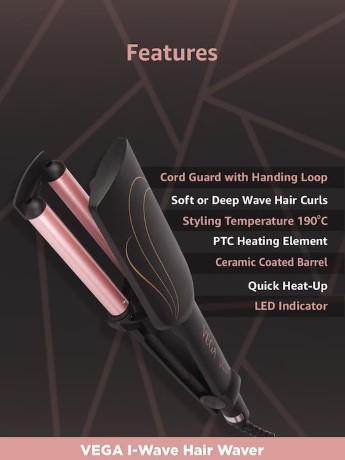 Features
Cord Guard with Handing Loop
Soft or Deep Wave Hair Curls
Styling Temperature 190°C
PTC Heating Element
Ceramic Coated Barrel
Quick Heat-Up
LED Indicator
VEGA
VEGA I-Wave Hair Waver